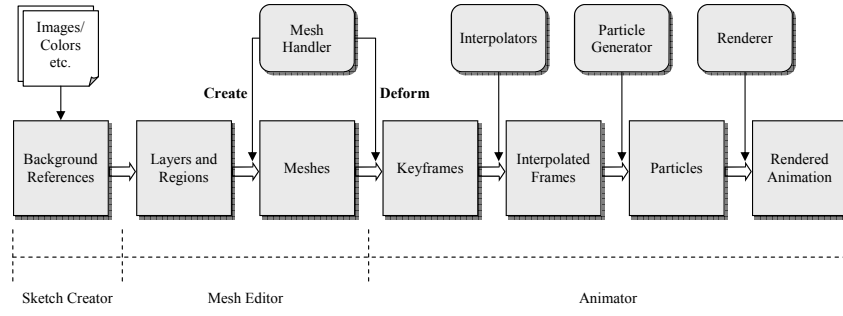 Images/
Colors
etc.
Mesh
Handler
Interpolators
Particle
Generator
Renderer
Create
Deform
Background
References
Layers and
Regions
Meshes
Keyframes
Interpolated
Frames
Particles
Rendered
Animation
Sketch Creator
Mesh Editor
Animator